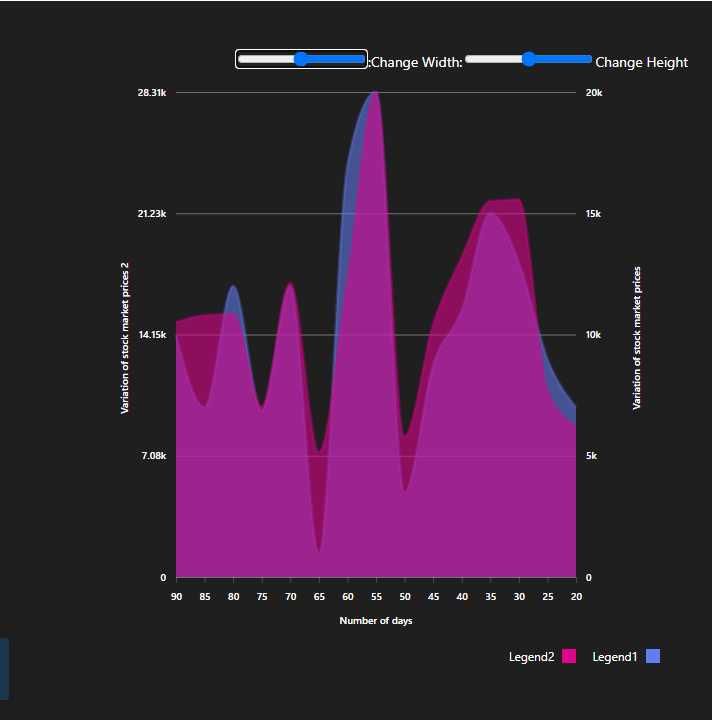 :Change Width: Change Height
28.31k 20k
21.23k 15k
14.15k 10k
7.08k 5k
0 0
Variation of stock market prices 2
Variation of stock market prices
90 85 80 75 70 65 60 55 50 45 40 35 30 25 20
Number of days
Legend2 Legend1